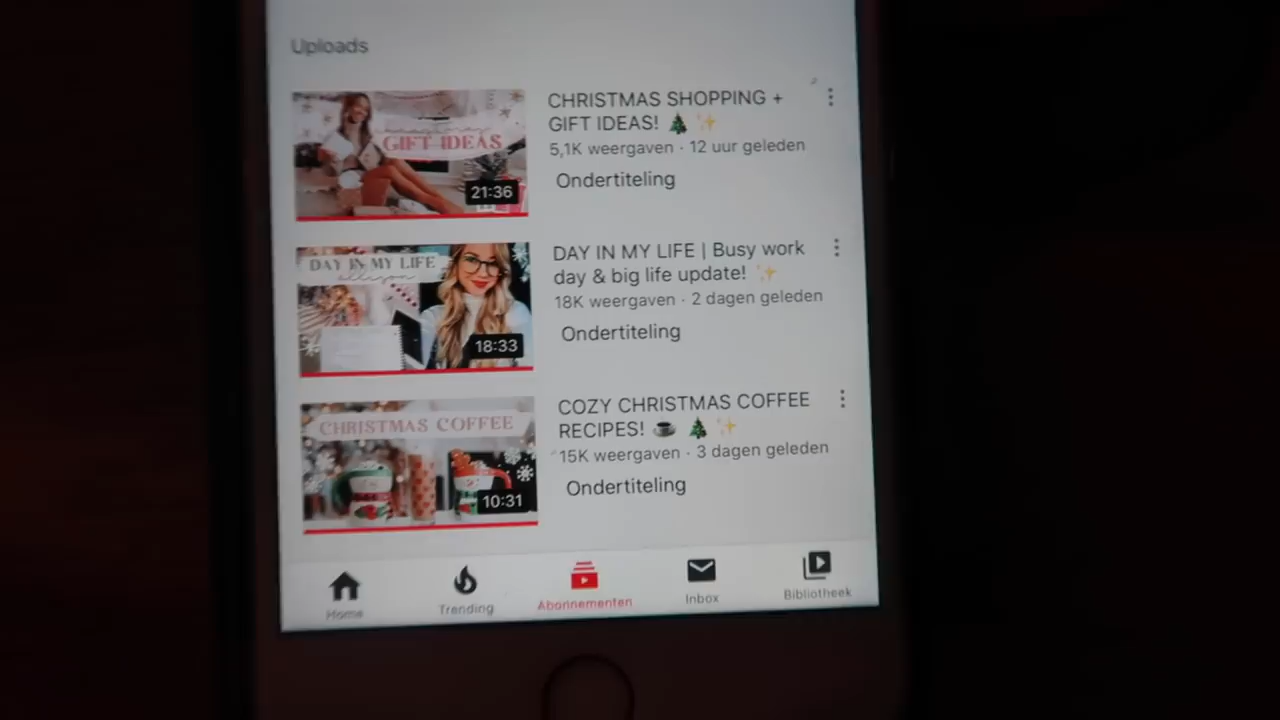 Uploads
GIFT IDEAS
21:36
CHRISTMAS SHOPPING +
GIFT IDEAS! 🎄 ✨
5,1K weergaven · 12 uur geleden
Ondertiteling
DAY IN MY LIFE
allison
18:33
DAY IN MY LIFE | Busy work
day & big life update! ✨
18K weergaven · 2 dagen geleden
Ondertiteling
CHRISTMAS COFFEE
10:31
COZY CHRISTMAS COFFEE
RECIPES! ☕ 🎄 ✨
15K weergaven · 3 dagen geleden
Ondertiteling
Home
Trending
Abonnementen
Inbox
Bibliotheek